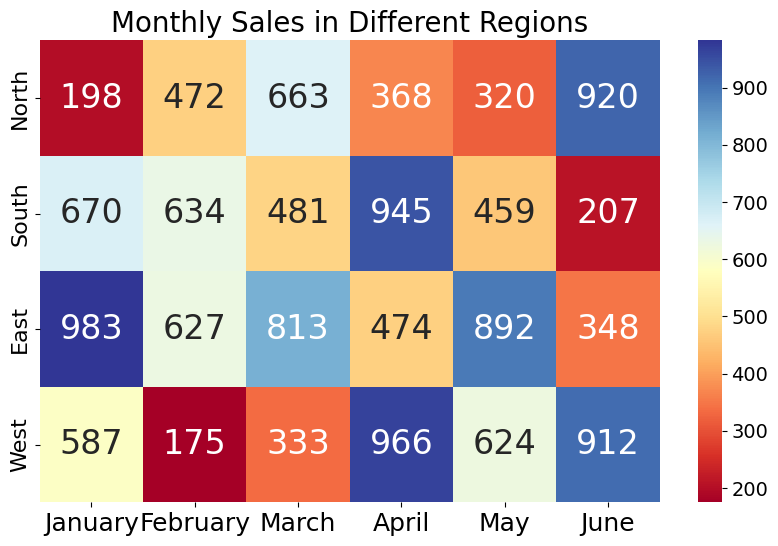 Monthly Sales in Different Regions
North 198 472 663 368 320 920
South 670 634 481 945 459 207
East 983 627 813 474 892 348
West 587 175 333 966 624 912
January February March April May June
900
800
700
600
500
400
300
200